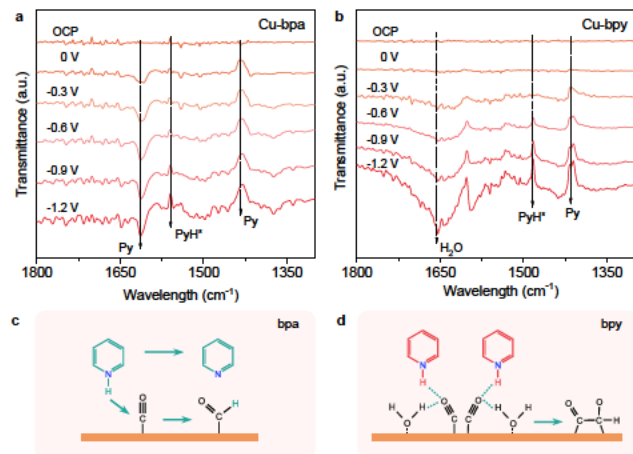 a
Cu-bpa
OCP
0 V
-0.3 V
-0.6 V
-0.9 V
-1.2 V
Py
PyH*
Py
Transmittance (a.u.)
1800
1650
1500
1350
Wavelength (cm⁻¹)
b
Cu-bpy
OCP
0 V
-0.3 V
-0.6 V
-0.9 V
-1.2 V
H₂O
PyH*
Py
Transmittance (a.u.)
1800
1650
1500
1350
Wavelength (cm⁻¹)
c
bpa
N
H
N
O
C
O
H
C
d
bpy
N
H
N
H
H
H
O
O
C
O
C
H
H
O
O
O
C
C
H